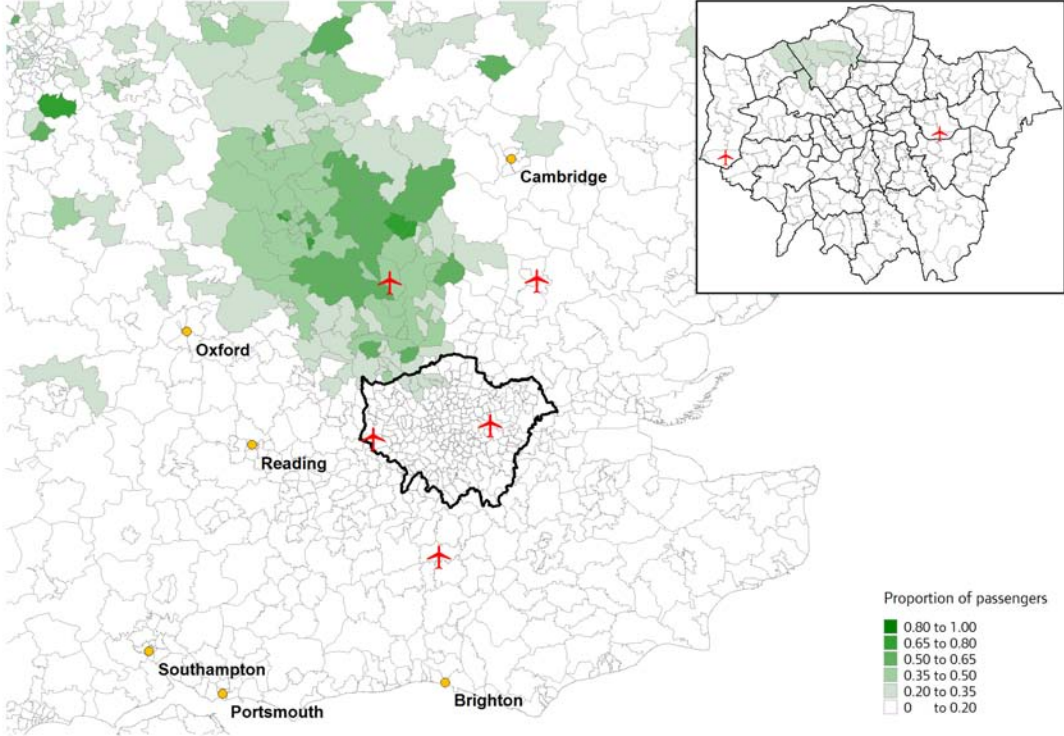 Cambridge
Oxford
Reading
Southampton
Portsmouth
Brighton
Proportion of passengers
0.80 to 1.00
0.65 to 0.80
0.50 to 0.65
0.35 to 0.50
0.20 to 0.35
0 to 0.20